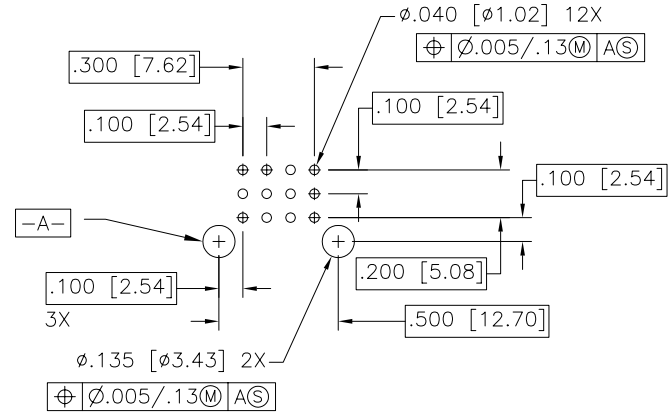 ø.040 [ø1.02] 12X
⌖ Ø.005/.13Ⓜ AⓈ
.300 [7.62]
.100 [2.54]
.100 [2.54]
.100 [2.54]
-A-
.200 [5.08]
.100 [2.54]
3X
.500 [12.70]
ø.135 [ø3.43] 2X
⌖ Ø.005/.13Ⓜ AⓈ